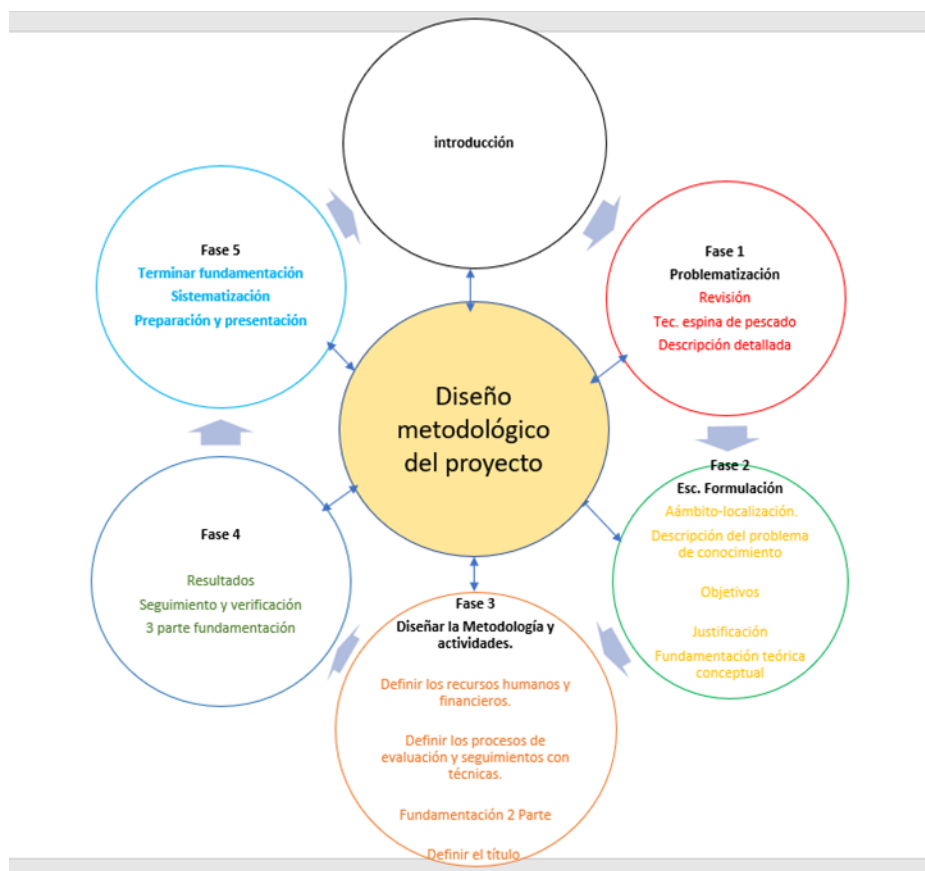 introducción
Fase 1
Problematización
Revisión
Tec. espina de pescado
Descripción detallada
Fase 2
Esc. Formulación
Aámbito-localización.
Descripción del problema
de conocimiento
Objetivos
Justificación
Fundamentación teórica
conceptual
Fase 3
Diseñar la Metodología y
actividades.
Definir los recursos humanos y
financieros.
Definir los procesos de
evaluación y seguimientos con
técnicas.
Fundamentación 2 Parte
Definir el título
Fase 4
Resultados
Seguimiento y verificación
3 parte fundamentación
Fase 5
Terminar fundamentación
Sistematización
Preparación y presentación
Diseño
metodológico
del proyecto